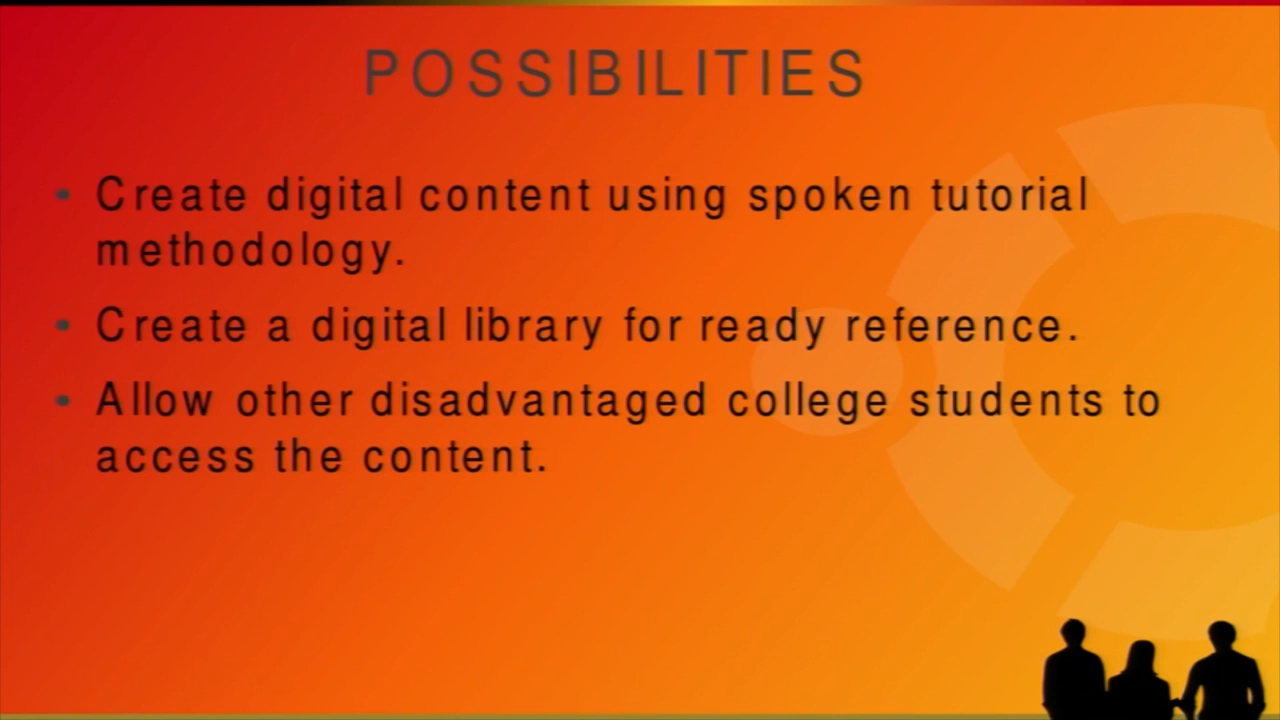 POSSIBILITIES
• Create digital content using spoken tutorial
methodology.
• Create a digital library for ready reference.
• Allow other disadvantaged college students to
access the content.